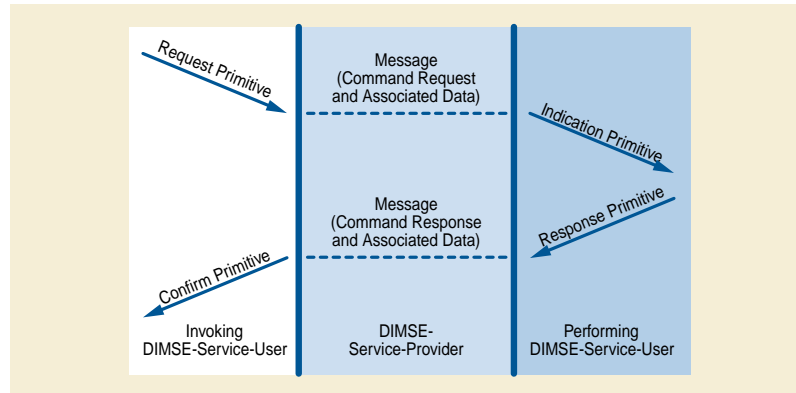 Request Primitive
Message
(Command Request
and Associated Data)
Indication Primitive
Message
(Command Response
and Associated Data)
Response Primitive
Confirm Primitive
Invoking
DIMSE-Service-User
DIMSE-
Service-Provider
Performing
DIMSE-Service-User